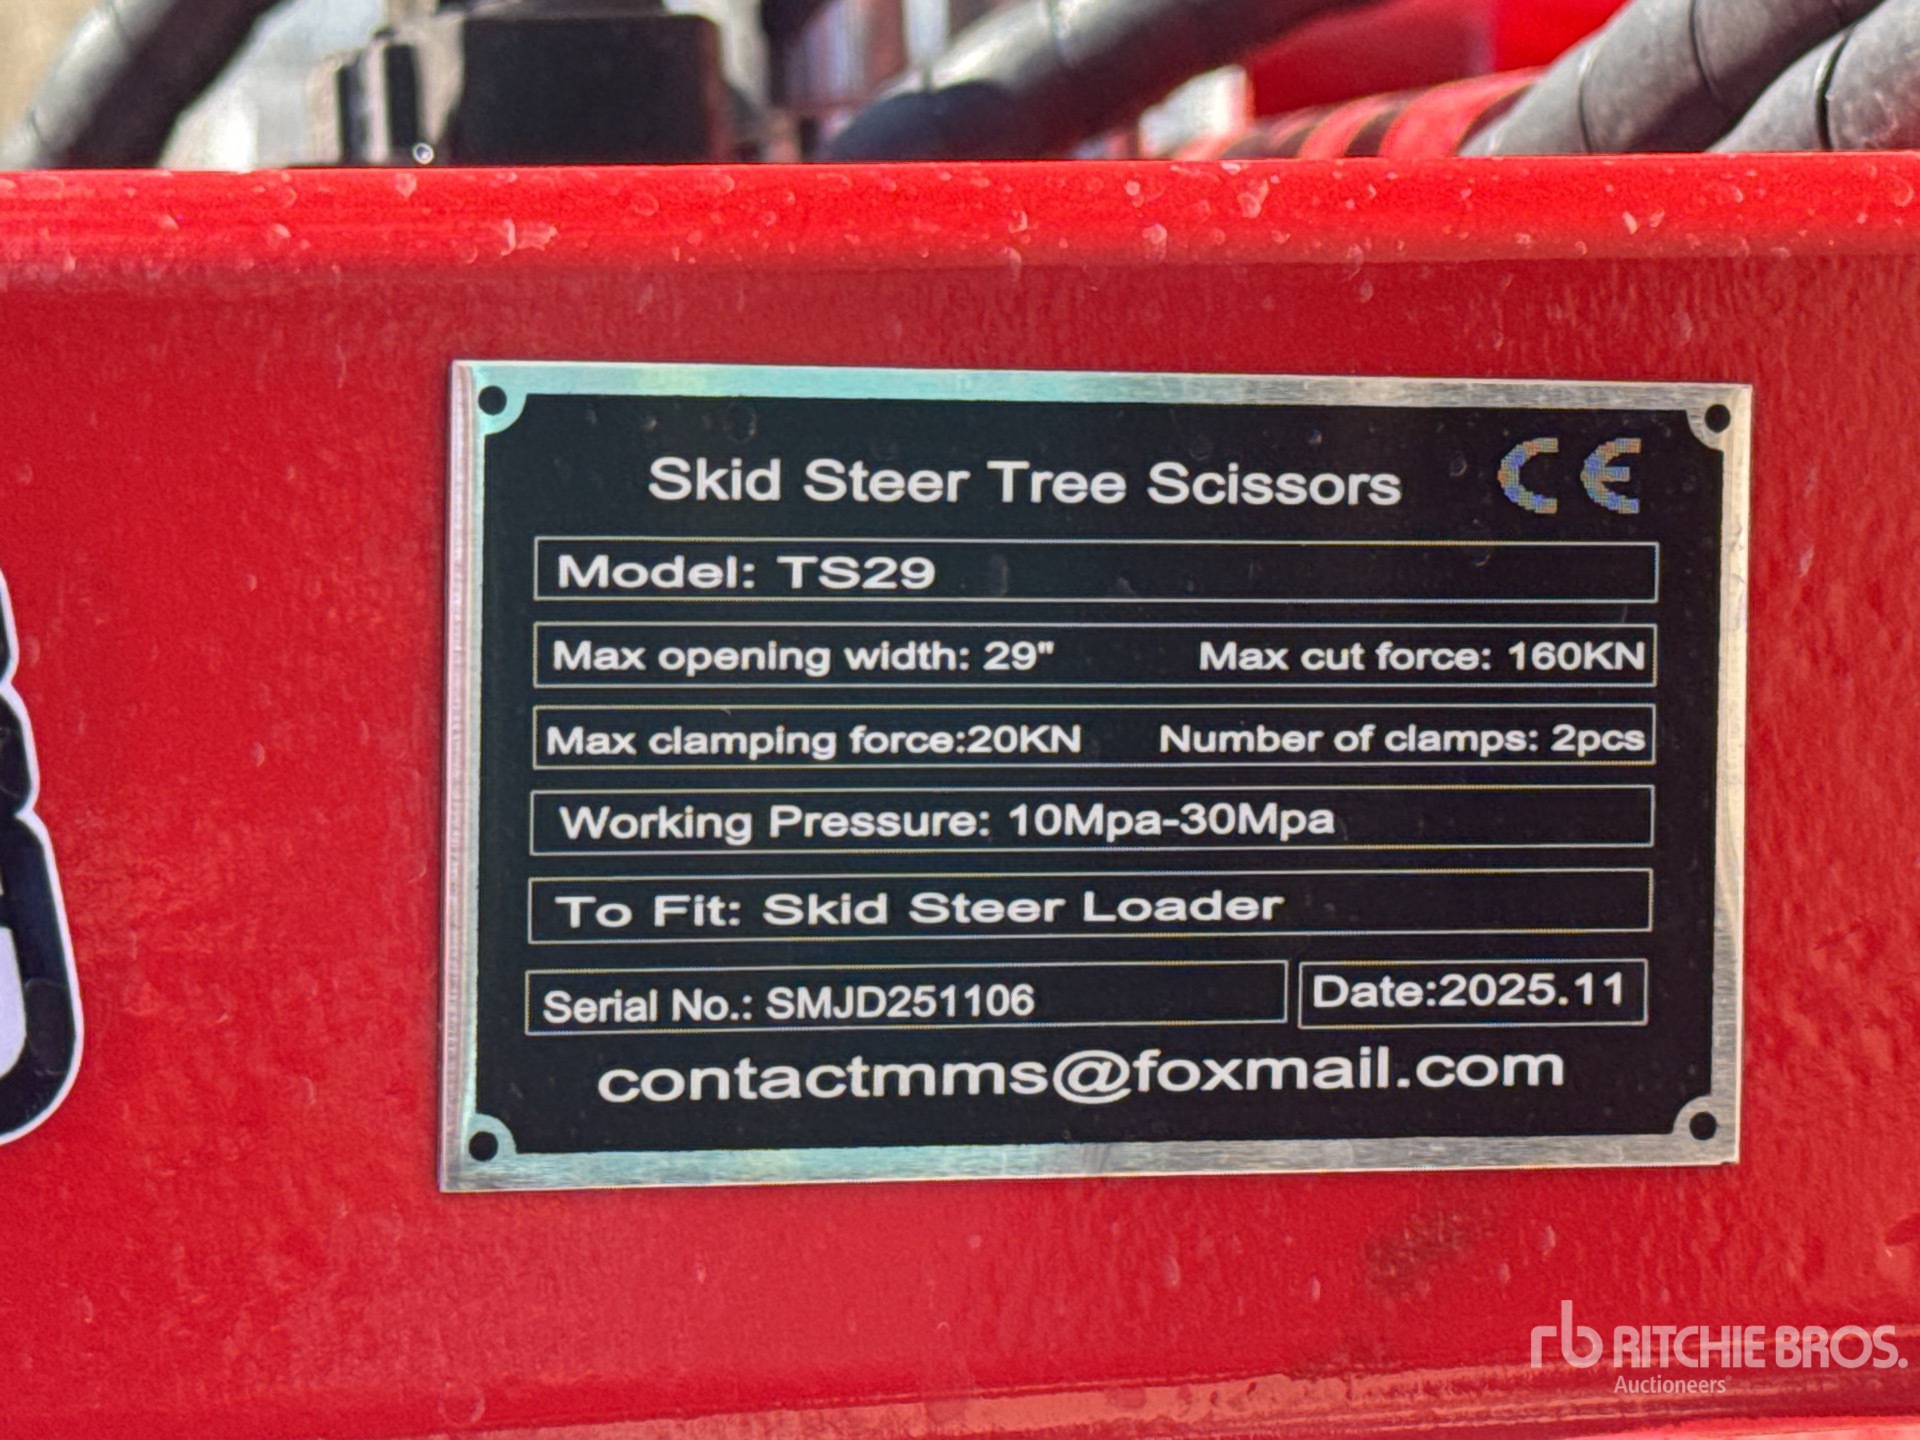 Skid Steer Tree Scissors CE
Model: TS29
Max opening width: 29" Max cut force: 160KN
Max clamping force:20KN Number of clamps: 2pcs
Working Pressure: 10Mpa-30Mpa
To Fit: Skid Steer Loader
Serial No.: SMJD251106 Date:2025.11
contactmms@foxmail.com
rb RITCHIE BROS.
Auctioneers